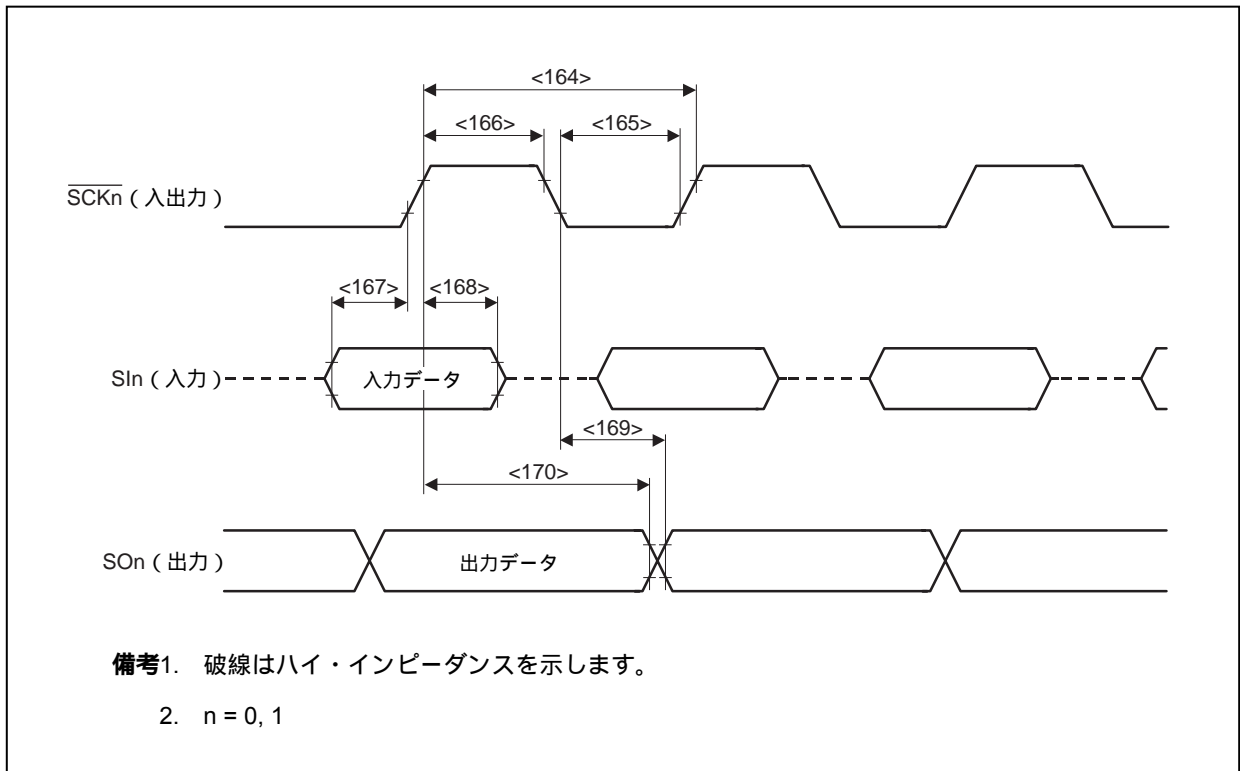 <164>
<166>
<165>
SCKn（入出力）
<167>
<168>
SIn（入力）
入力データ
<169>
<170>
SOn（出力）
出力データ
備考1. 破線はハイ・インピーダンスを示します。
2. n = 0, 1